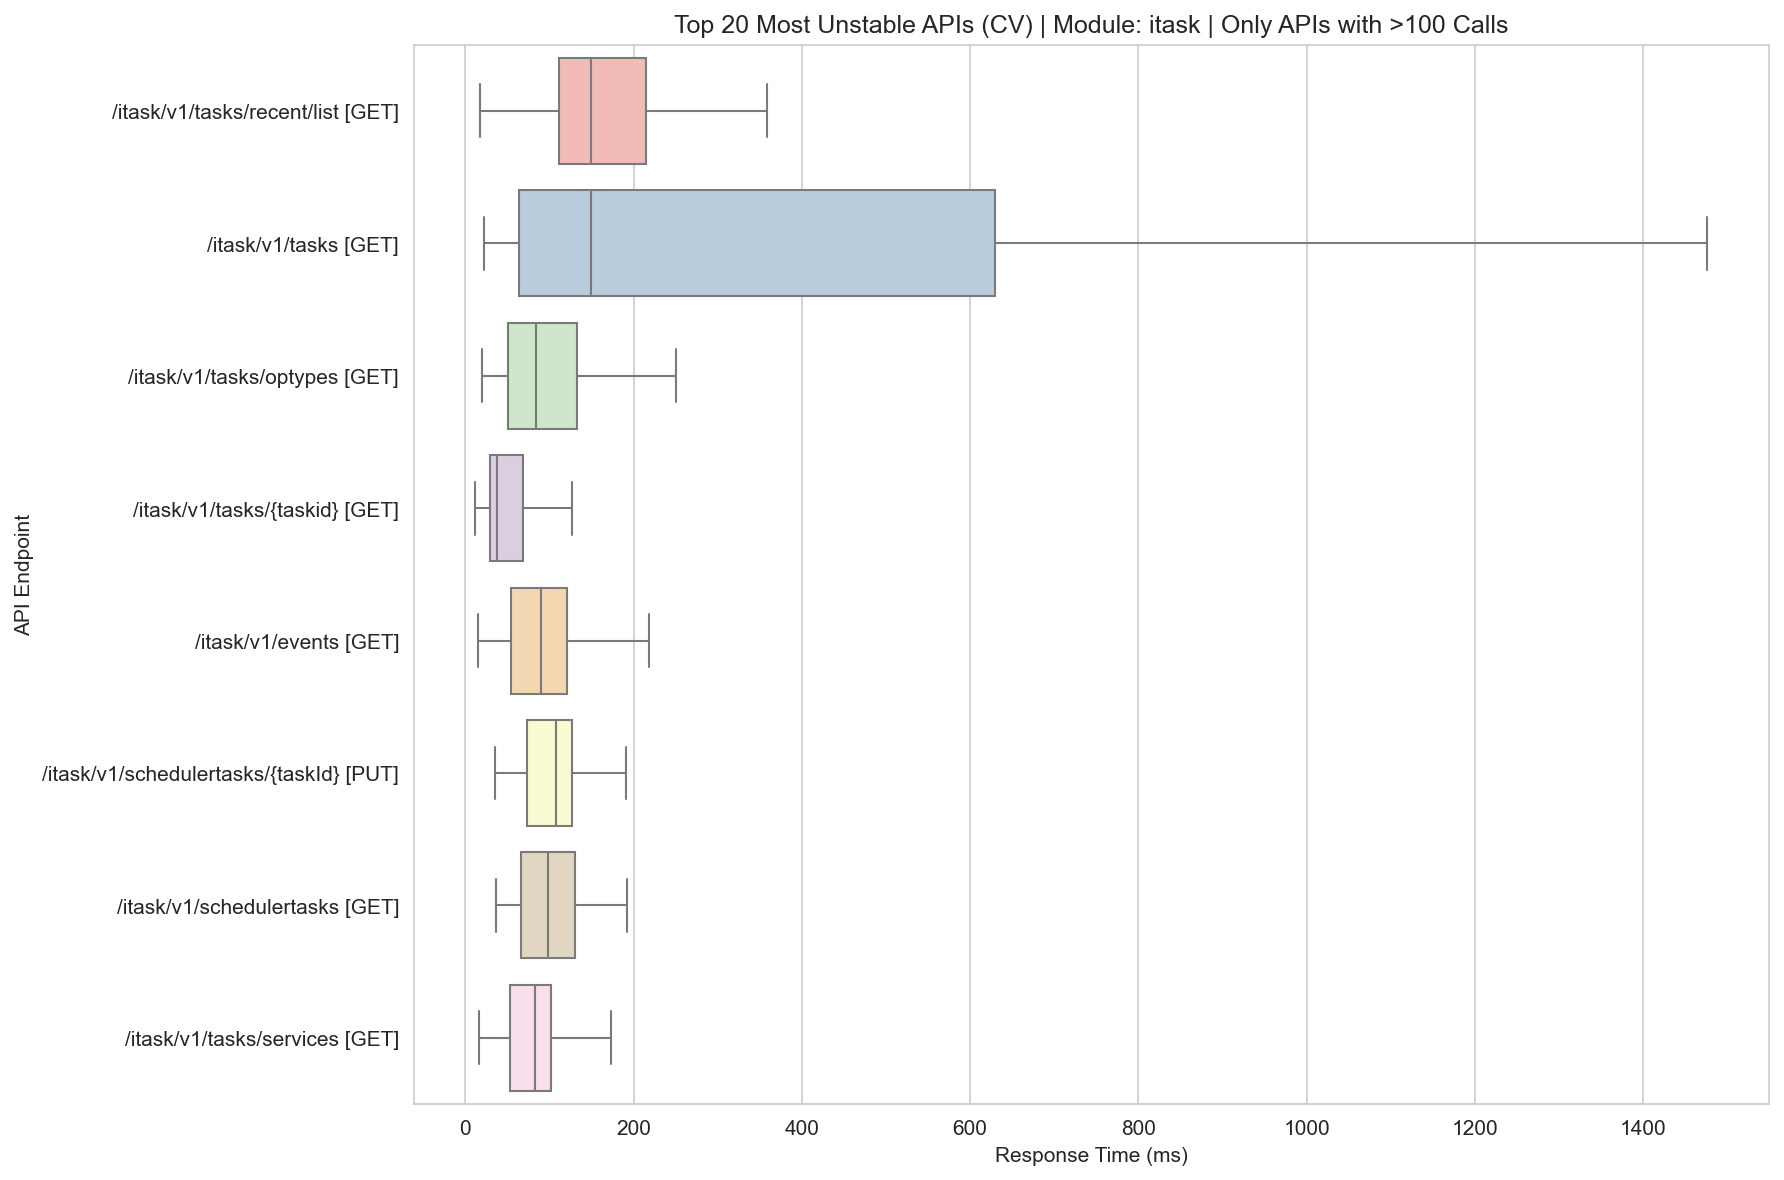 Top 20 Most Unstable APIs (CV) | Module: itask | Only APIs with >100 Calls
/itask/v1/tasks/recent/list [GET]
/itask/v1/tasks [GET]
/itask/v1/tasks/optypes [GET]
/itask/v1/tasks/{taskid} [GET]
/itask/v1/events [GET]
/itask/v1/schedulertasks/{taskId} [PUT]
/itask/v1/schedulertasks [GET]
/itask/v1/tasks/services [GET]
API Endpoint
0 200 400 600 800 1000 1200 1400
Response Time (ms)